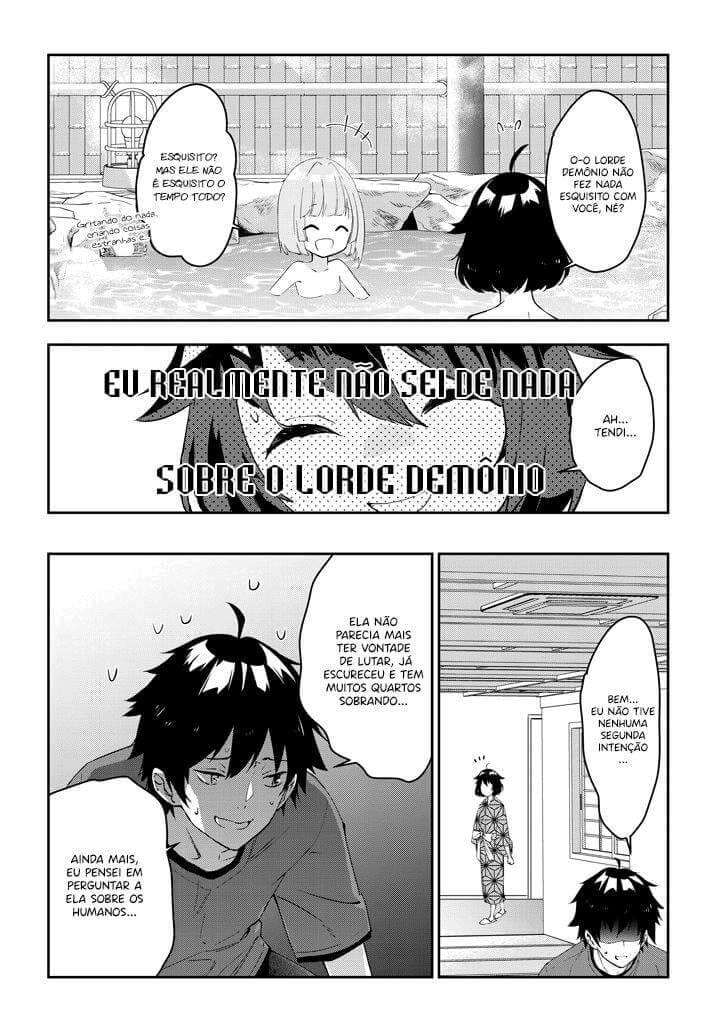 O-O LORDE
DEMÔNIO
NÃO FEZ NADA
ESQUISITO COM
VOCÊ, NÉ?
ESQUISITO?
MAS ELE NÃO
É ESQUISITO O
TEMPO TODO?
Gritando do nada,
criando coisas
estranhas e
AH...
TENDI...
EU REALMENTE NÃO SEI DE NADA
SOBRE O LORDE DEMÔNIO
BEM...
EU NÃO TIVE
NENHUMA
SEGUNDA
INTENÇÃO
...
ELA NÃO
PARECIA MAIS
TER VONTADE
DE LUTAR, JÁ
ESCURECEU E TEM
MUITOS QUARTOS
SOBRANDO...
AINDA MAIS,
EU PENSEI EM
PERGUNTAR A
ELA SOBRE OS
HUMANOS...